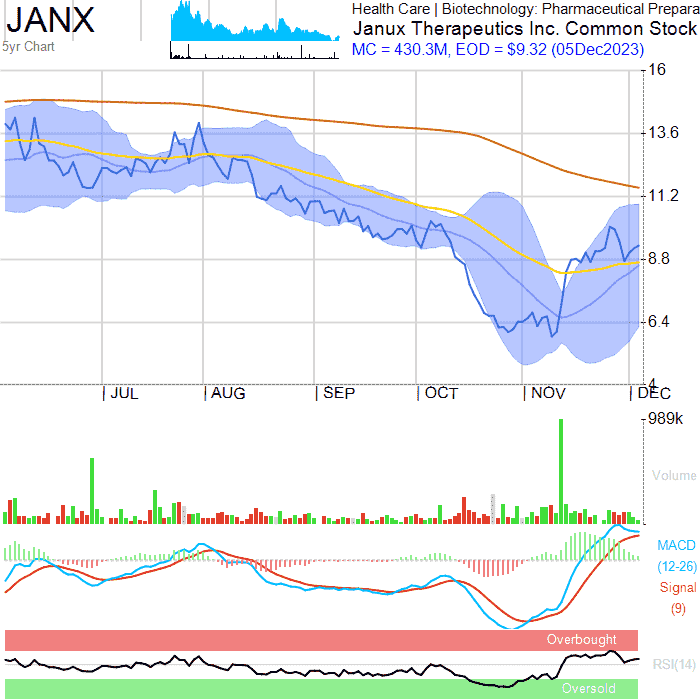 JANX
5yr Chart
Health Care | Biotechnology: Pharmaceutical Prepara
Janux Therapeutics Inc. Common Stock
MC = 430.3M, EOD = $9.32 (05Dec2023)
16
13.6
11.2
8.8
6.4
4
JUL
AUG
SEP
OCT
NOV
DEC
989k
Volume
MACD
(12-26)
Signal
(9)
Overbought
RSI(14)
Oversold